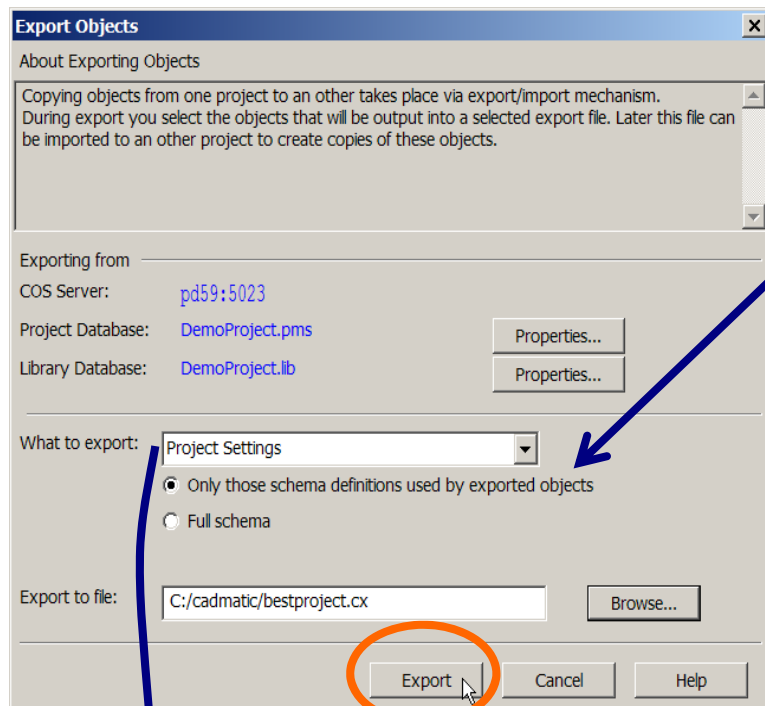 Export Objects
About Exporting Objects
Copying objects from one project to an other takes place via export/import mechanism.
During export you select the objects that will be output into a selected export file. Later this file can
be imported to an other project to create copies of these objects.
Exporting from
COS Server: pd59:5023
Project Database: DemoProject.pms Properties...
Library Database: DemoProject.lib Properties...
What to export: Project Settings
Only those schema definitions used by exported objects
Full schema
Export to file: C:/cadmatic/bestproject.cx Browse...
Export Cancel Help